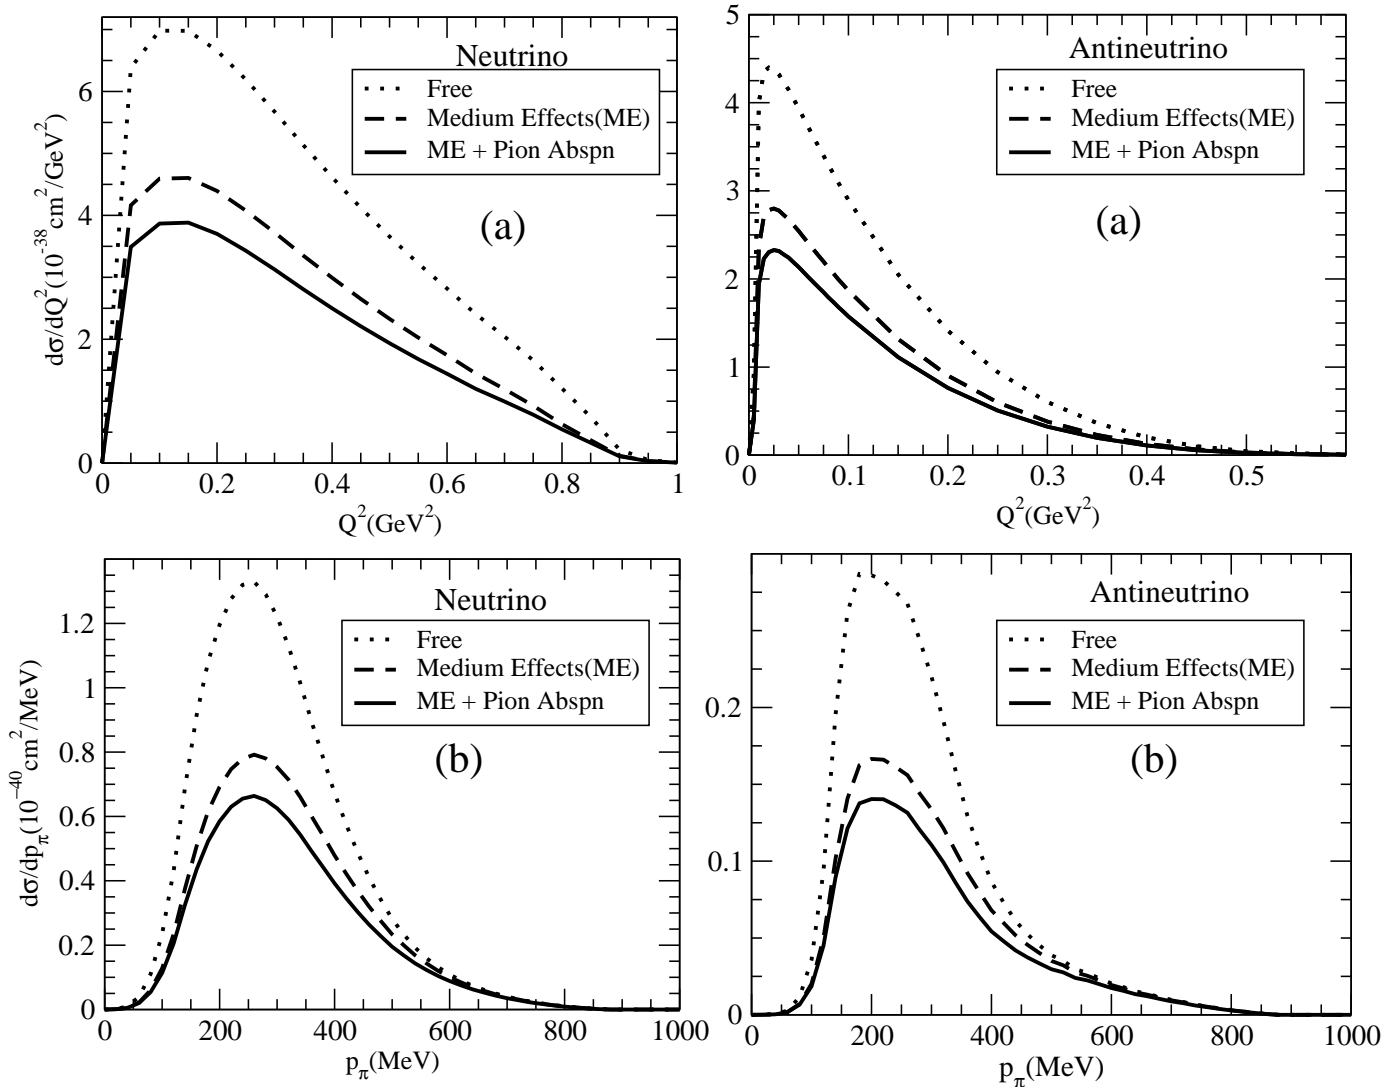 Neutrino
Free
Medium Effects(ME)
ME + Pion Abspn
(a)
dσ/dQ²(10⁻³⁸ cm²/GeV²)
6
4
2
0
0 0.2 0.4 0.6 0.8 1
Q²(GeV²)
Antineutrino
Free
Medium Effects(ME)
ME + Pion Abspn
(a)
5
4
3
2
1
0
0 0.1 0.2 0.3 0.4 0.5
Q²(GeV²)
Neutrino
Free
Medium Effects(ME)
ME + Pion Abspn
(b)
dσ/dp_π(10⁻⁴⁰ cm²/MeV)
1.2
1
0.8
0.6
0.4
0.2
0
0 200 400 600 800 1000
p_π(MeV)
Antineutrino
Free
Medium Effects(ME)
ME + Pion Abspn
(b)
0.2
0.1
0
0 200 400 600 800 1000
p_π(MeV)